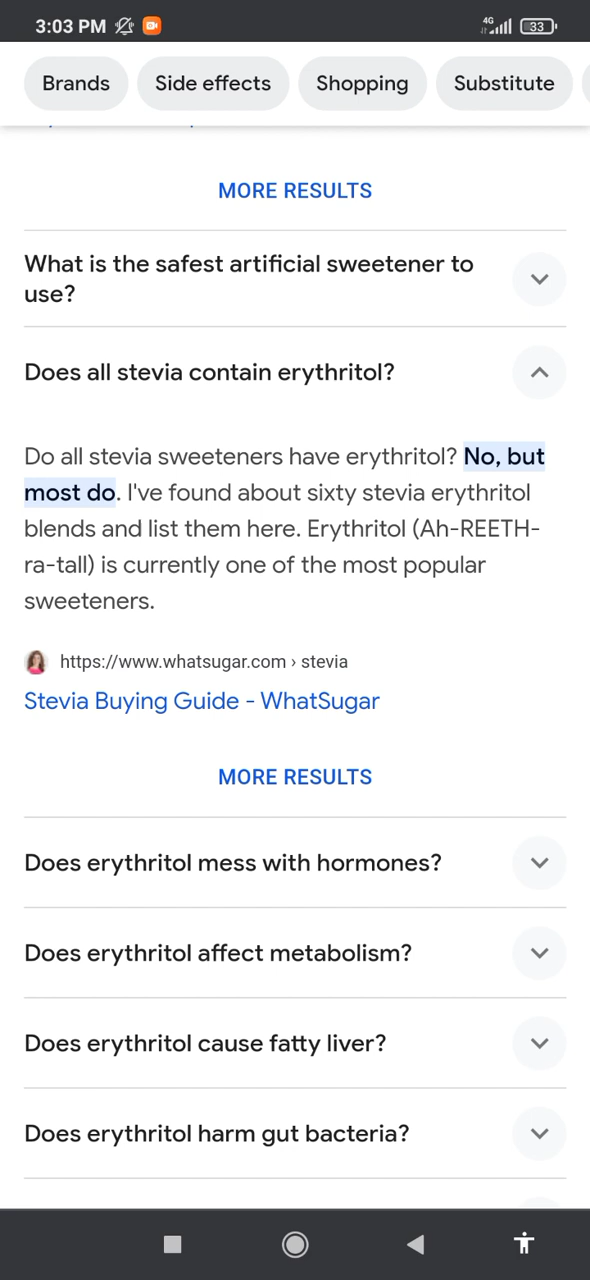 3:03 PM
4G
33
Brands
Side effects
Shopping
Substitute
MORE RESULTS
What is the safest artificial sweetener to
use?
Does all stevia contain erythritol?
Do all stevia sweeteners have erythritol? No, but
most do. I've found about sixty stevia erythritol
blends and list them here. Erythritol (Ah-REETH-
ra-tall) is currently one of the most popular
sweeteners.
https://www.whatsugar.com › stevia
Stevia Buying Guide - WhatSugar
MORE RESULTS
Does erythritol mess with hormones?
Does erythritol affect metabolism?
Does erythritol cause fatty liver?
Does erythritol harm gut bacteria?